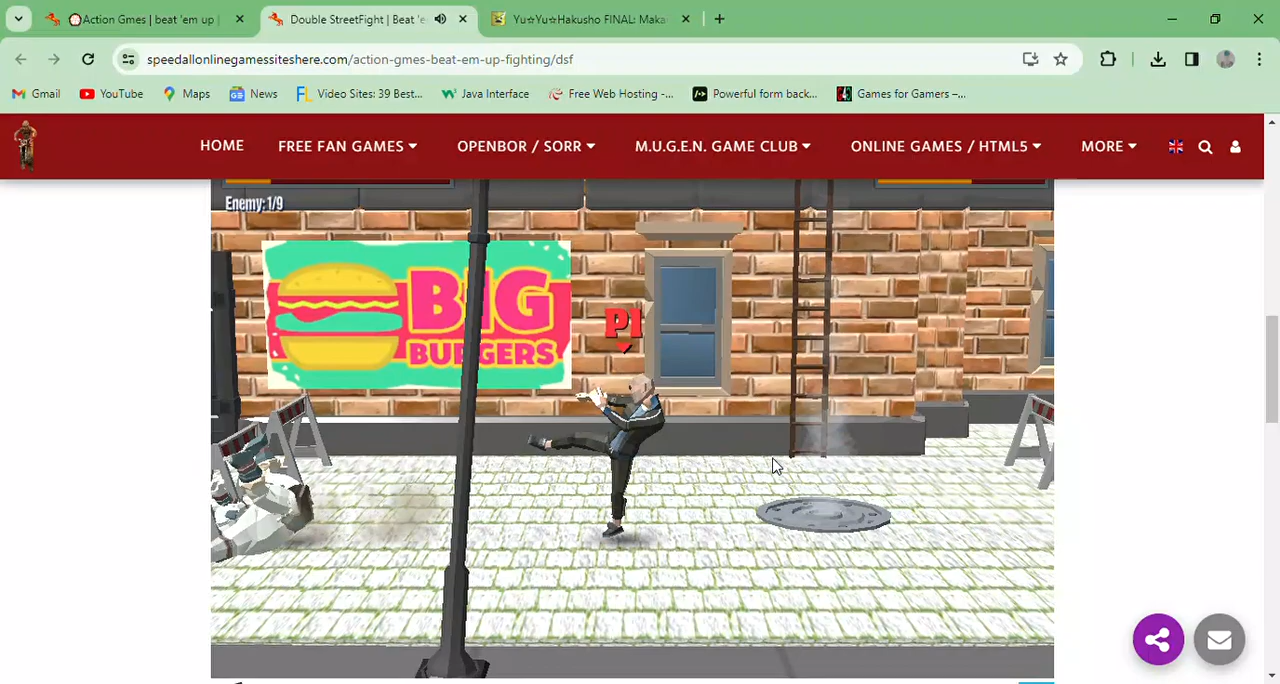 Action Gmes | beat 'em up
Double StreetFight | Beat 'e
Yu☆Yu☆Hakusho FINAL: Maka
speedallonlinegamessiteshere.com/action-gmes-beat-em-up-fighting/dsf
Gmail
YouTube
Maps
News
Video Sites: 39 Best...
Java Interface
Free Web Hosting -...
Powerful form back...
Games for Gamers –...
HOME
FREE FAN GAMES
OPENBOR / SORR
M.U.G.E.N. GAME CLUB
ONLINE GAMES / HTML5
MORE
Enemy:1/9
BIG
BURGERS
P1